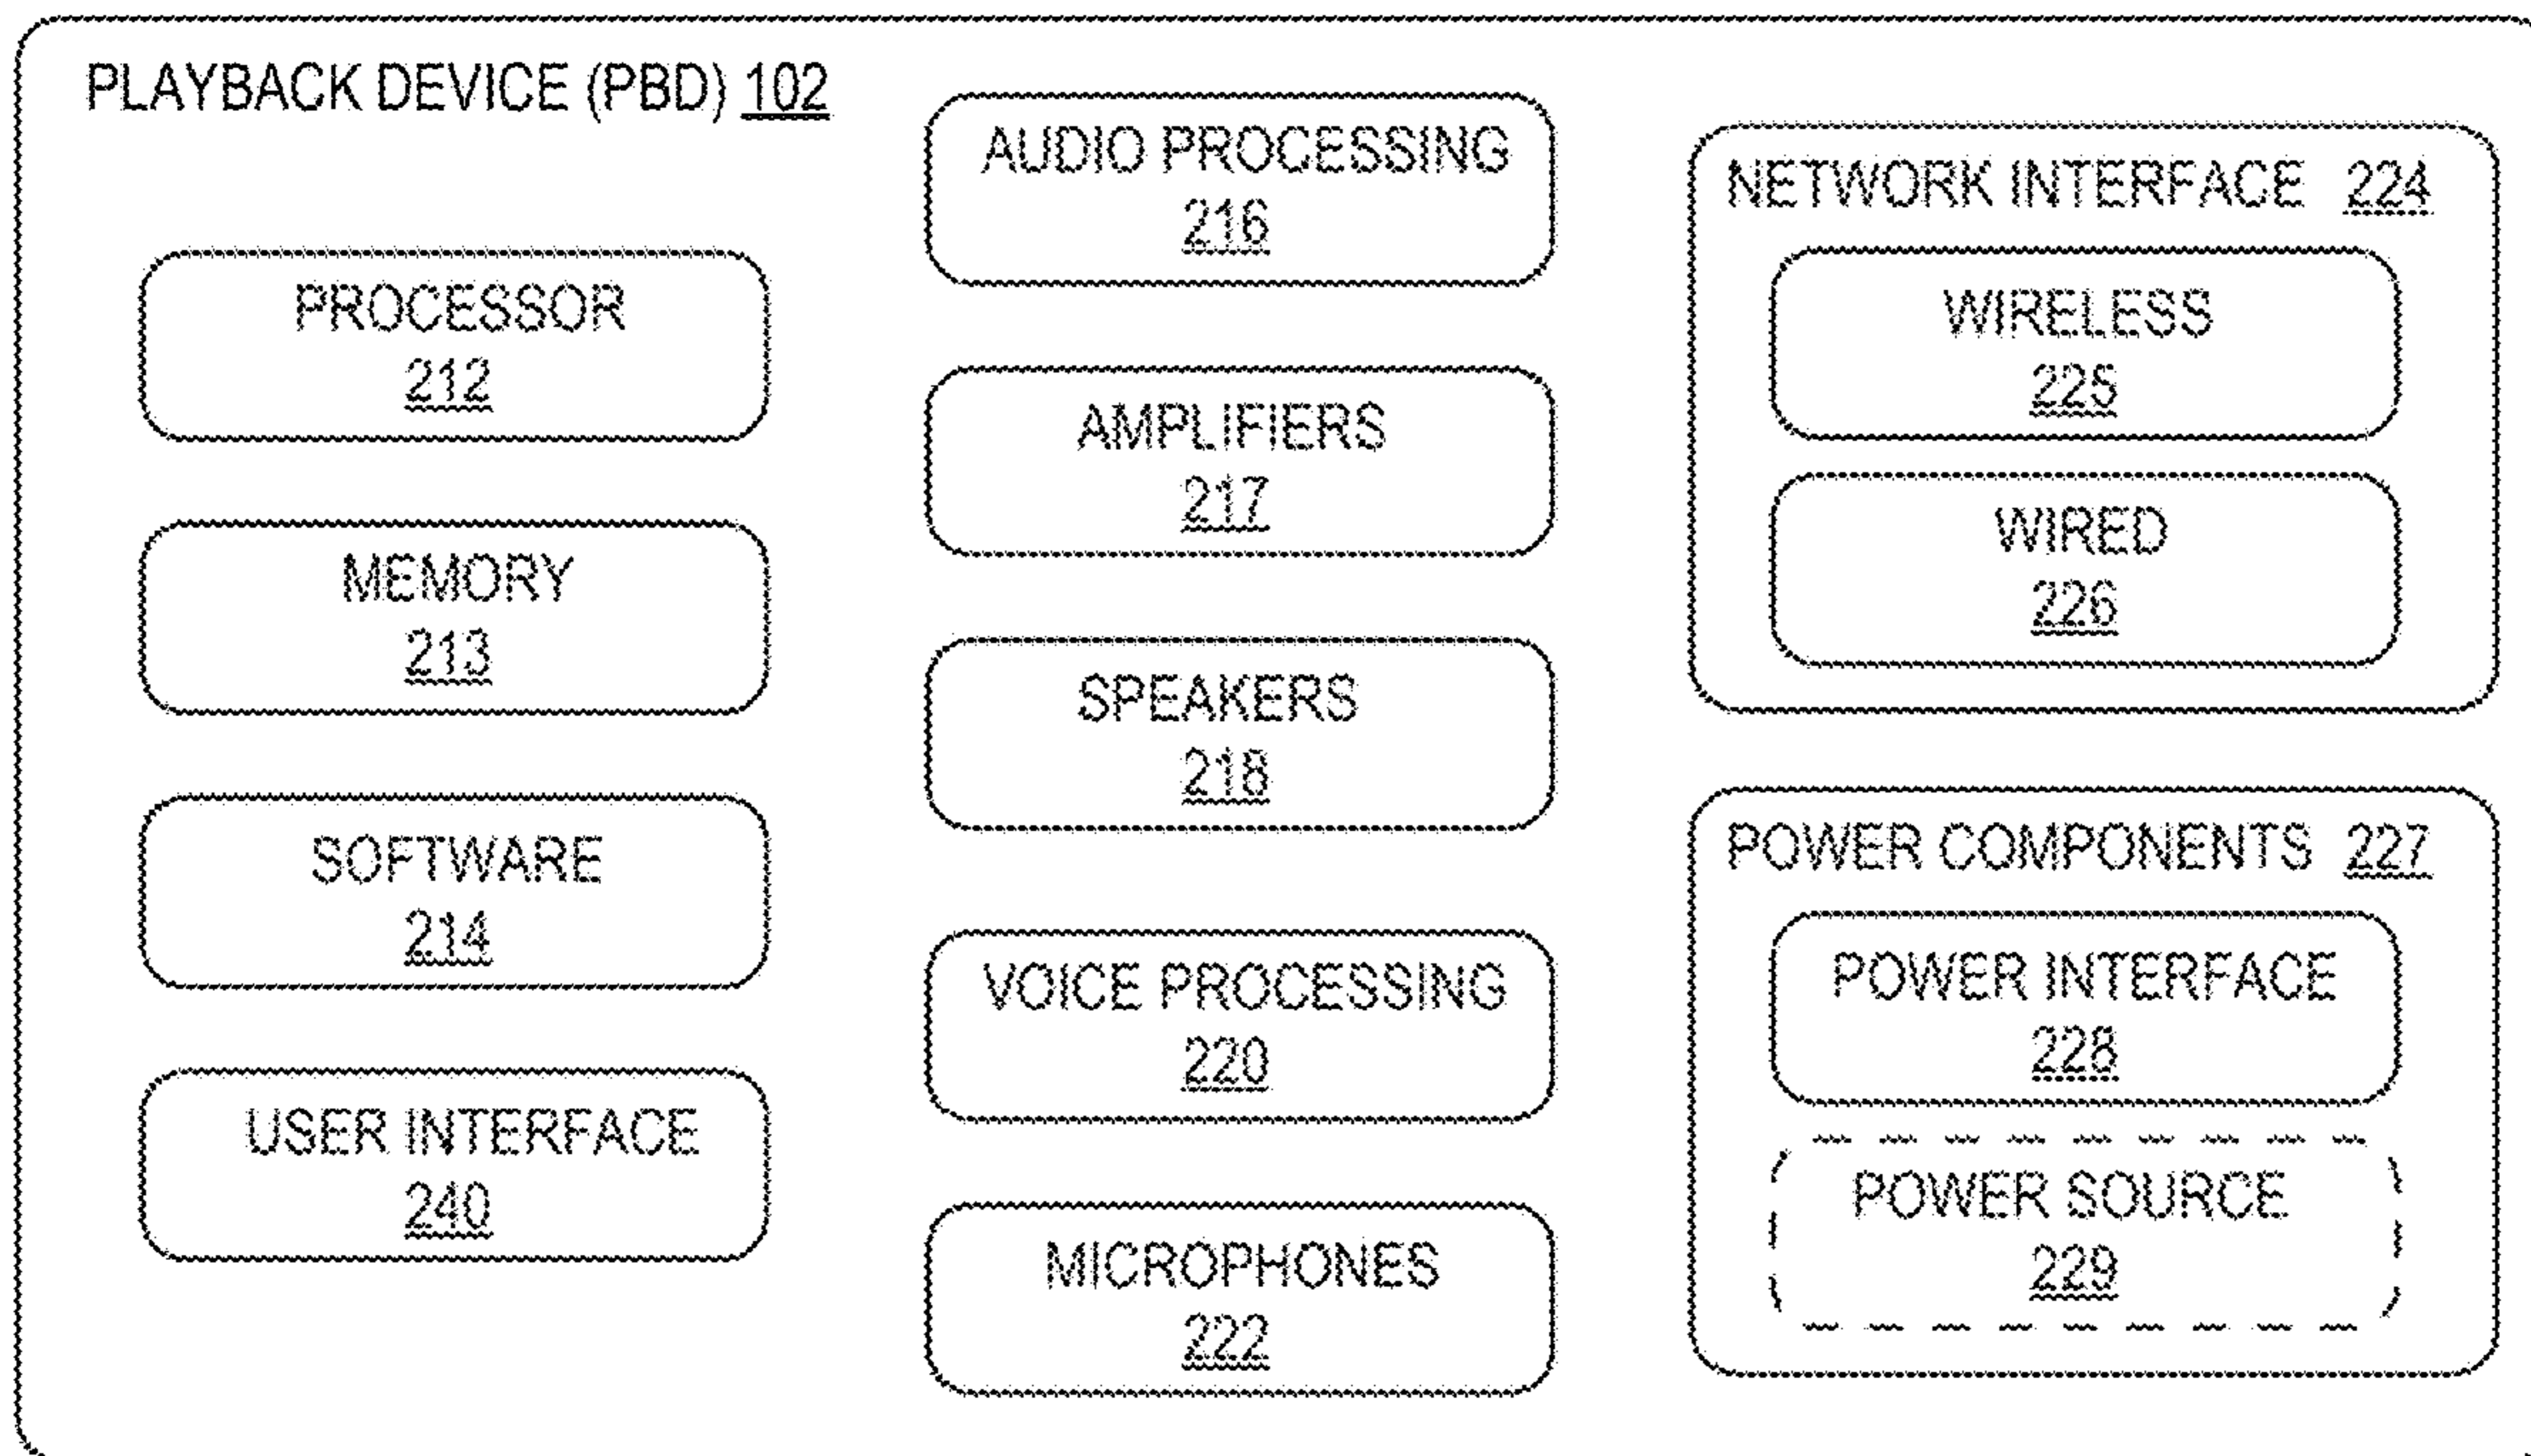 PLAYBACK DEVICE (PBD) 102
PROCESSOR
212
MEMORY
213
SOFTWARE
214
USER INTERFACE
240
AUDIO PROCESSING
216
AMPLIFIERS
217
SPEAKERS
218
VOICE PROCESSING
220
MICROPHONES
222
NETWORK INTERFACE 224
WIRELESS
225
WIRED
226
POWER COMPONENTS 227
POWER INTERFACE
228
POWER SOURCE
229